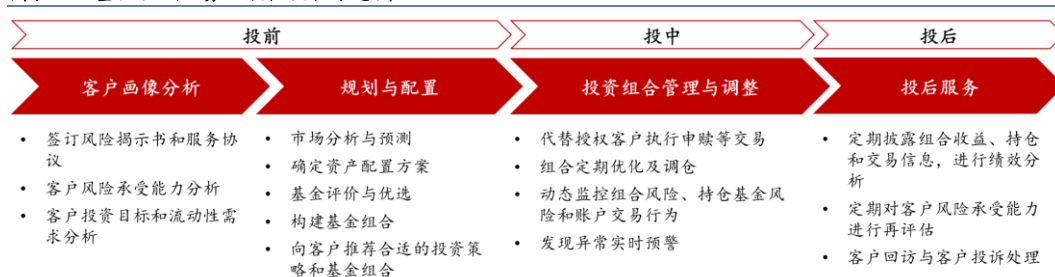 投前
投中
投后
客户画像分析
规划与配置
投资组合管理与调整
投后服务
• 签订风险揭示书和服务协
议
• 客户风险承受能力分析
• 客户投资目标和流动性需
求分析
• 市场分析与预测
• 确定资产配置方案
• 基金评价与优选
• 构建基金组合
• 向客户推荐合适的投资策
略和基金组合
• 代替授权客户执行申赎等交易
• 组合定期优化及调仓
• 动态监控组合风险、持仓基金风
险和账户交易行为
• 发现异常实时预警
• 定期披露组合收益、持仓
和交易信息，进行绩效分
析
• 定期对客户风险承受能力
进行再评估
• 客户回访与客户投诉处理